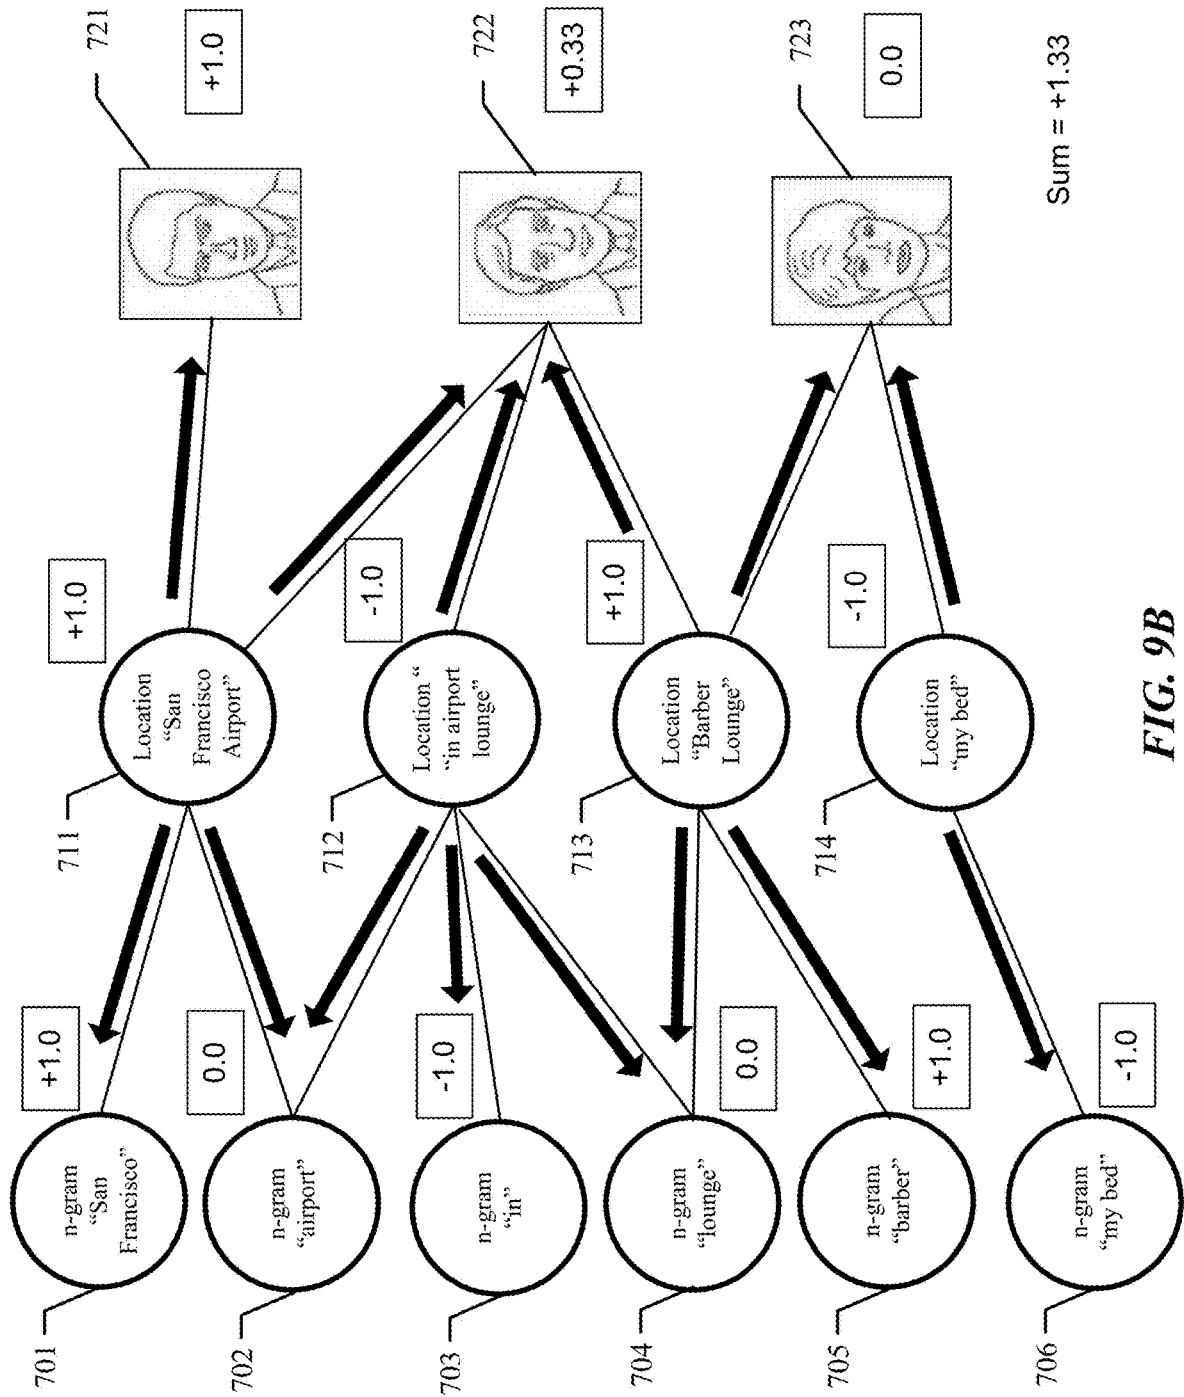 701
n-gram
“San
Francisco”
+1.0
702
n-gram
“airport”
0.0
703
n-gram
“in”
-1.0
704
n-gram
“lounge”
0.0
705
n-gram
“barber”
+1.0
706
n-gram
“my bed”
-1.0
711
Location
“San
Francisco
Airport”
+1.0
712
Location “
“in airport
lounge”
-1.0
713
Location
“Barber
Lounge”
+1.0
714
Location
“my bed”
-1.0
721
+1.0
722
+0.33
723
0.0
Sum = +1.33
FIG. 9B